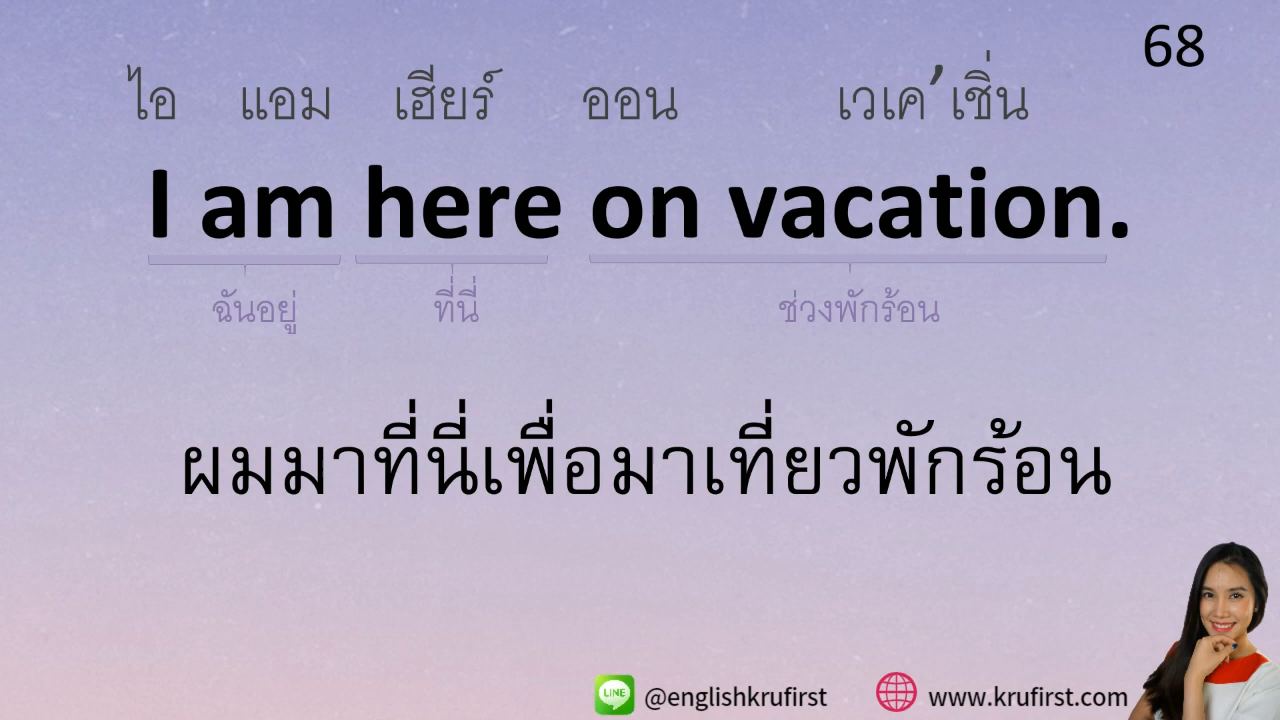 68
ไอ แอม เฮียร์ ออน เวเค’เชิ่น
I am here on vacation.
ฉันอยู่ ที่นี่ ช่วงพักร้อน
ผมมาที่นี่เพื่อมาเที่ยวพักร้อน
LINE @englishkrufirst www.krufirst.com